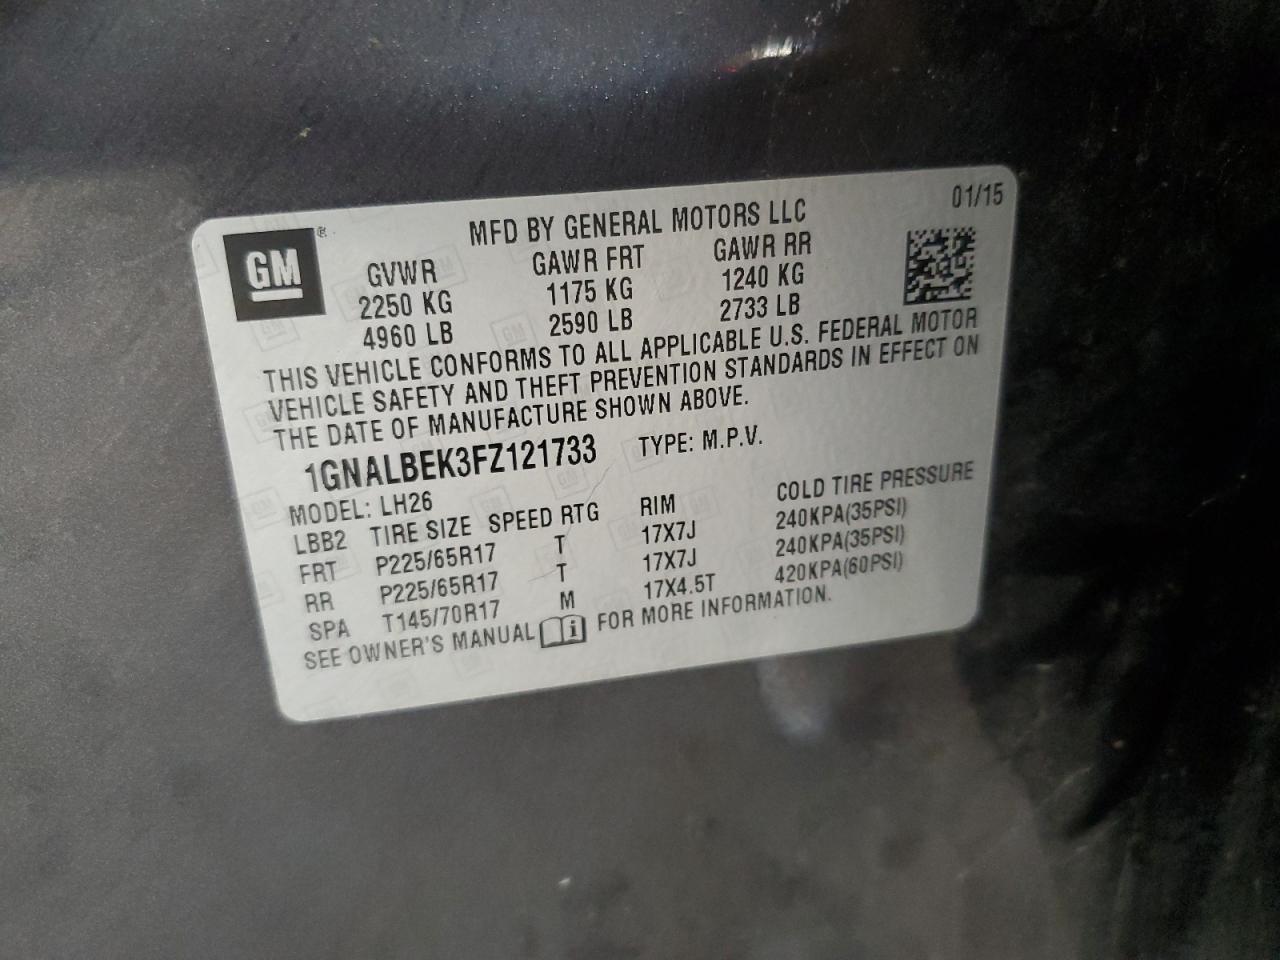 01/15
MFD BY GENERAL MOTORS LLC
GM ®
GVWR GAWR FRT GAWR RR
2250 KG 1175 KG 1240 KG
4960 LB 2590 LB 2733 LB
THIS VEHICLE CONFORMS TO ALL APPLICABLE U.S. FEDERAL MOTOR
VEHICLE SAFETY AND THEFT PREVENTION STANDARDS IN EFFECT ON
THE DATE OF MANUFACTURE SHOWN ABOVE.
1GNALBEK3FZ121733 TYPE: M.P.V.
MODEL: LH26
LBB2 TIRE SIZE SPEED RTG RIM COLD TIRE PRESSURE
FRT P225/65R17 T 17X7J 240KPA(35PSI)
RR P225/65R17 T 17X7J 240KPA(35PSI)
SPA T145/70R17 M 17X4.5T 420KPA(60PSI)
SEE OWNER'S MANUAL i FOR MORE INFORMATION.